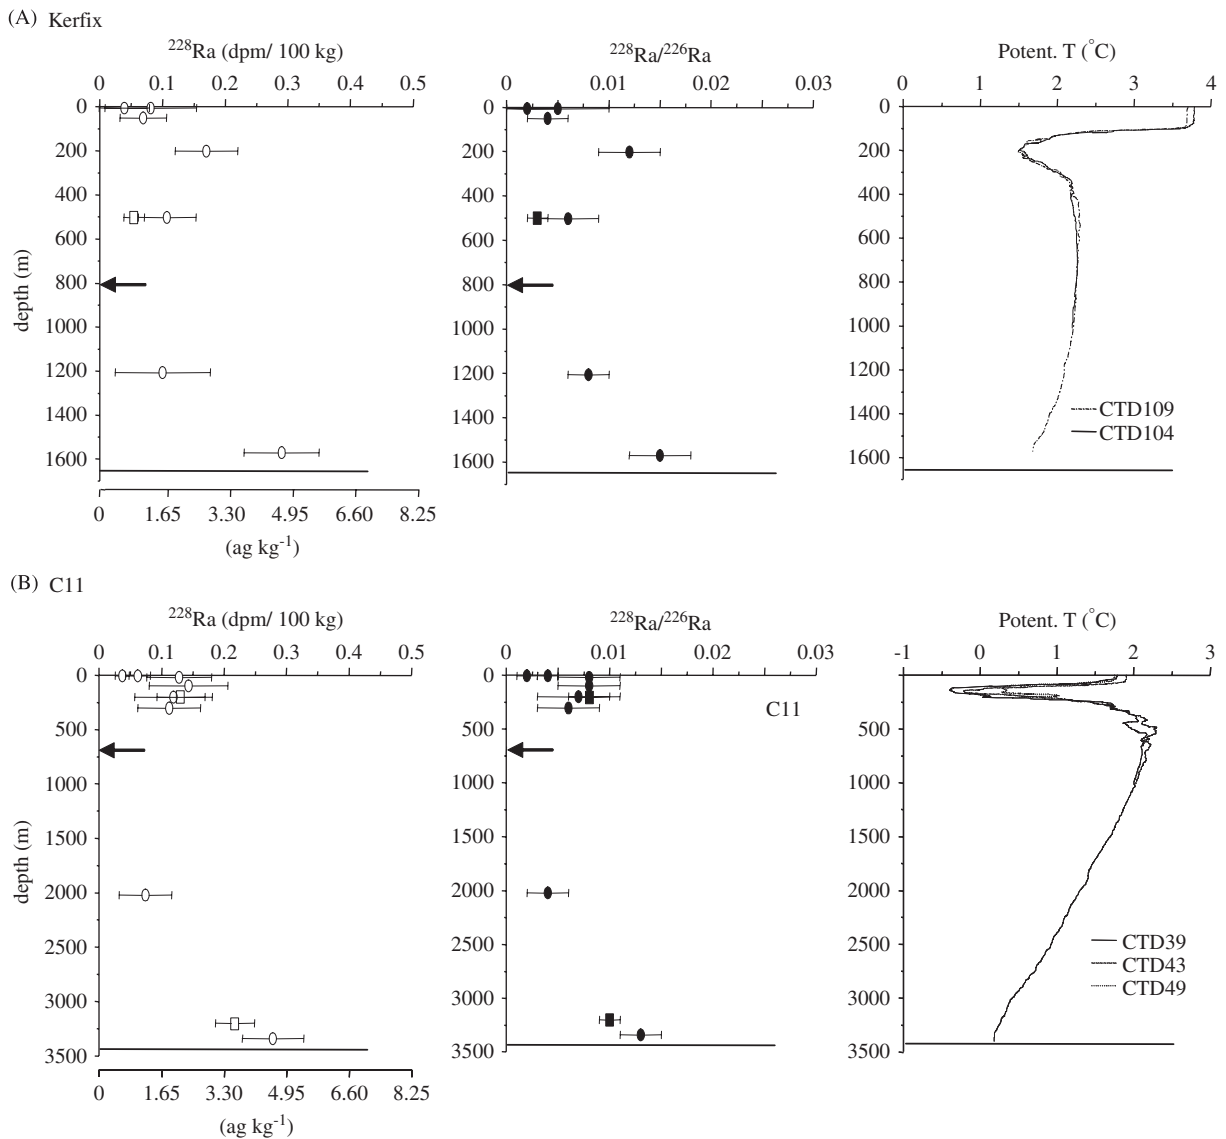 (A) Kerfix
²²⁸Ra (dpm/ 100 kg)
0 0.1 0.2 0.3 0.4 0.5
0
200
400
600
800
1000
1200
1400
1600
depth (m)
0 1.65 3.30 4.95 6.60 8.25
(ag kg⁻¹)
²²⁸Ra/²²⁶Ra
0 0.01 0.02 0.03
0
200
400
600
800
1000
1200
1400
1600
Potent. T (°C)
0 1 2 3 4
0
200
400
600
800
1000
1200
1400
1600
CTD109
CTD104
(B) C11
²²⁸Ra (dpm/ 100 kg)
0 0.1 0.2 0.3 0.4 0.5
0
500
1000
1500
2000
2500
3000
3500
depth (m)
0 1.65 3.30 4.95 6.60 8.25
(ag kg⁻¹)
²²⁸Ra/²²⁶Ra
0 0.01 0.02 0.03
0
500
1000
1500
2000
2500
3000
3500
C11
Potent. T (°C)
-1 0 1 2 3
0
500
1000
1500
2000
2500
3000
3500
CTD39
CTD43
CTD49